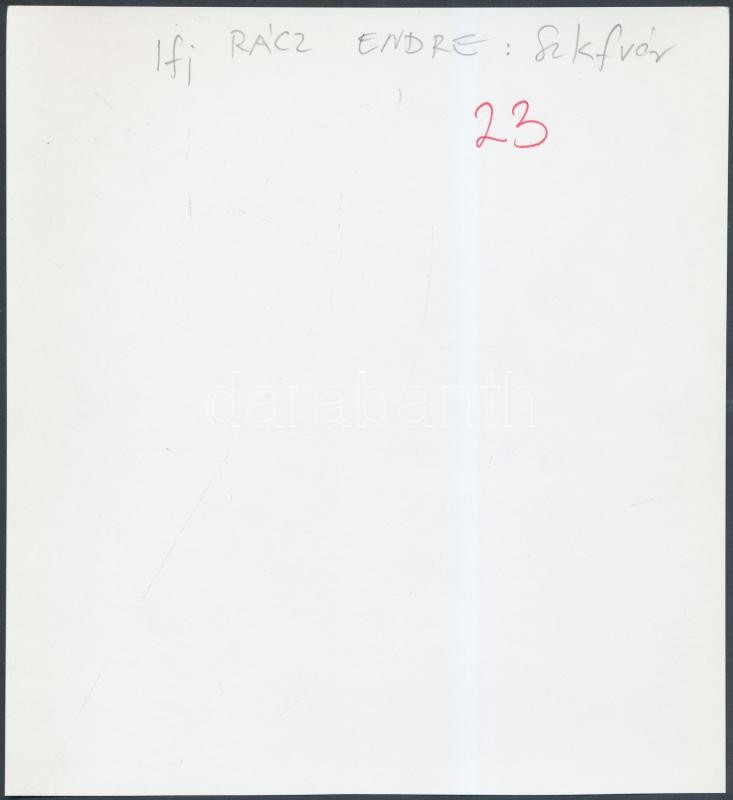 Ifj RÁCZ ENDRE : Szkfvár
23
darabanth